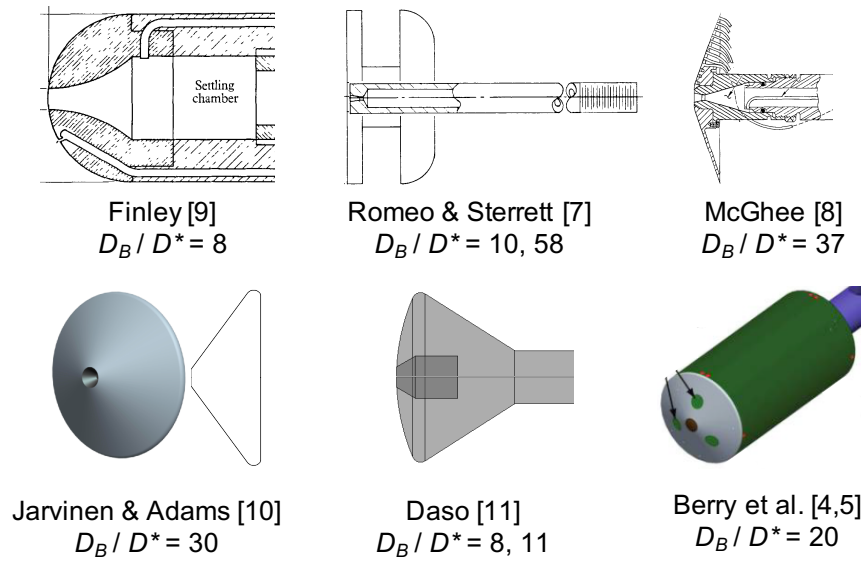 Settling
chamber
Finley [9]
D_B / D* = 8
Romeo & Sterrett [7]
D_B / D* = 10, 58
McGhee [8]
D_B / D* = 37
Jarvinen & Adams [10]
D_B / D* = 30
Daso [11]
D_B / D* = 8, 11
Berry et al. [4,5]
D_B / D* = 20